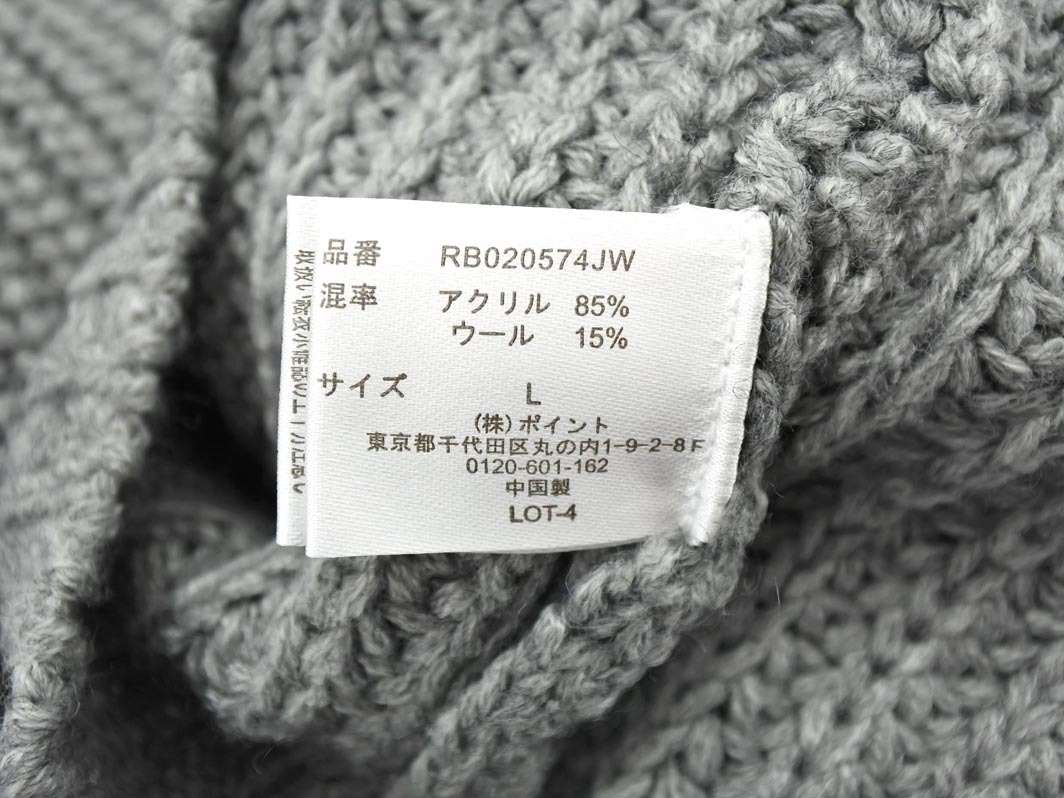 品番 RB020574JW
混率 アクリル 85%
ウール 15%
サイズ L
(株)ポイント
東京都千代田区丸の内1-9-2-8F
0120-601-162
中国製
LOT-4